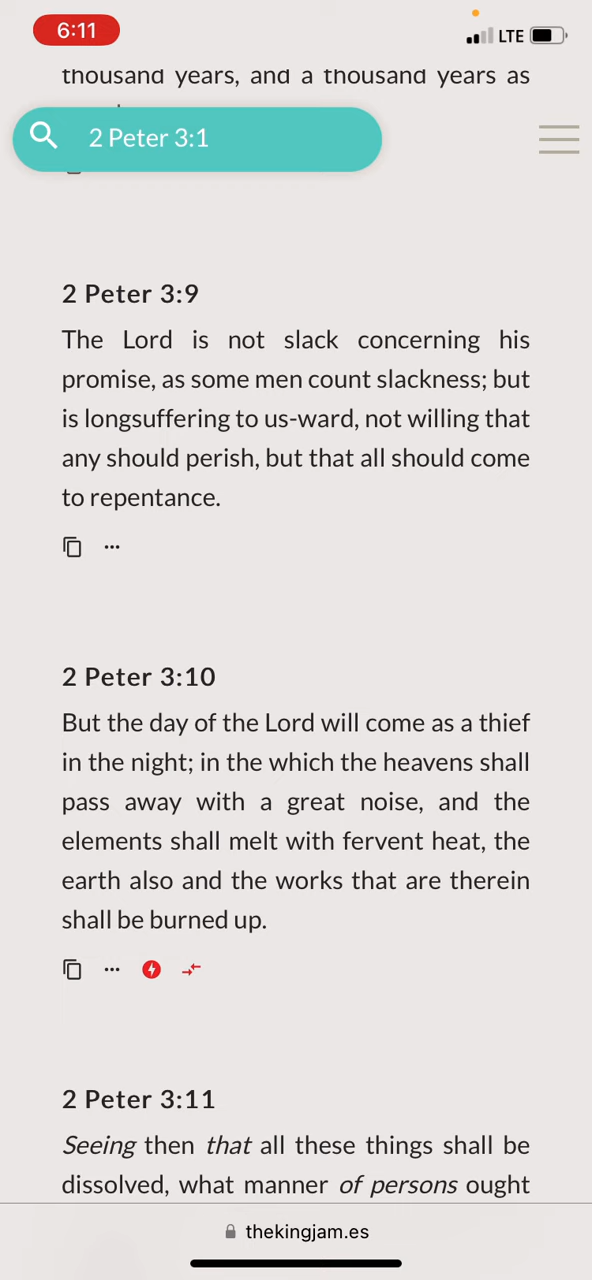 6:11
LTE
thousand years, and a thousand years as
2 Peter 3:1
2 Peter 3:9
The Lord is not slack concerning his
promise, as some men count slackness; but
is longsuffering to us-ward, not willing that
any should perish, but that all should come
to repentance.
2 Peter 3:10
But the day of the Lord will come as a thief
in the night; in the which the heavens shall
pass away with a great noise, and the
elements shall melt with fervent heat, the
earth also and the works that are therein
shall be burned up.
2 Peter 3:11
Seeing then that all these things shall be
dissolved, what manner of persons ought
thekingjam.es